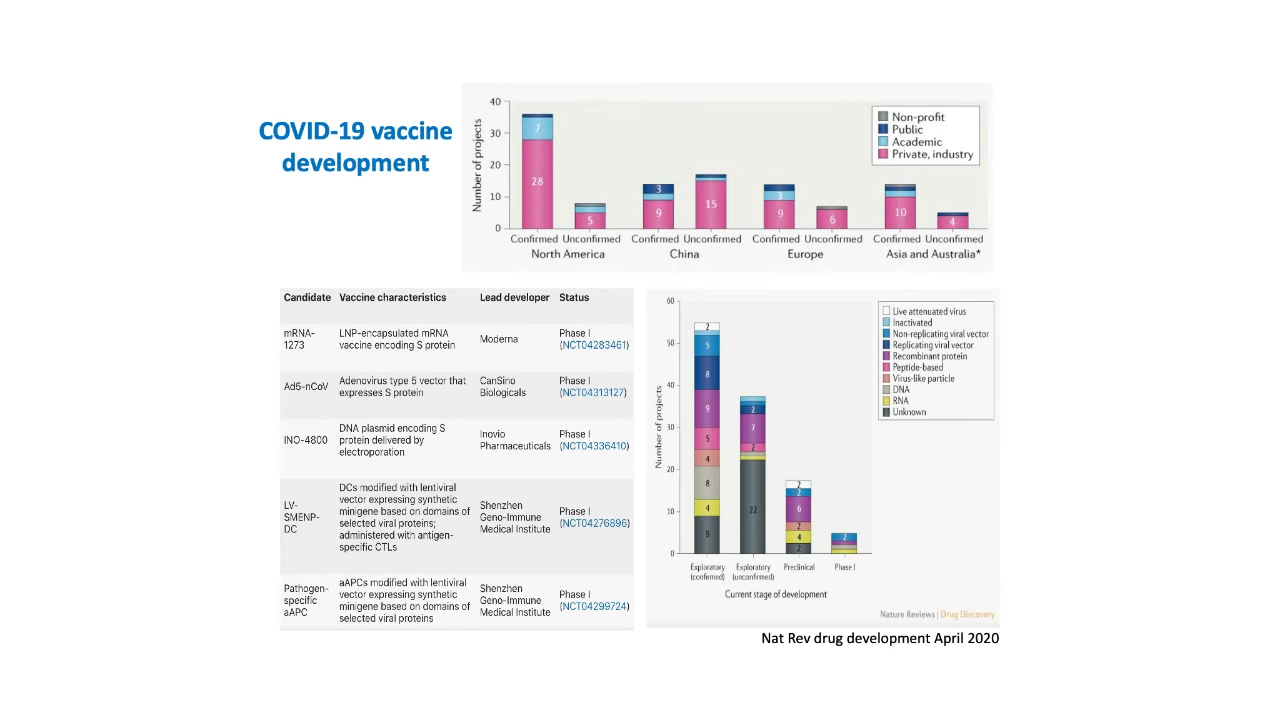 COVID-19 vaccine
development
40
30
20
10
0
Number of projects
7
28
5
3
9
15
3
9
6
10
4
Non-profit
Public
Academic
Private, industry
Confirmed Unconfirmed Confirmed Unconfirmed Confirmed Unconfirmed Confirmed Unconfirmed
North America China Europe Asia and Australia*
Candidate Vaccine characteristics Lead developer Status
mRNA-
1273
LNP-encapsulated mRNA
vaccine encoding S protein
Moderna
Phase I
(NCT04283461)
Ad5-nCoV
Adenovirus type 5 vector that
expresses S protein
CanSino
Biologicals
Phase I
(NCT04313127)
INO-4800
DNA plasmid encoding S
protein delivered by
electroporation
Inovio
Pharmaceuticals
Phase I
(NCT04336410)
LV-
SMENP-
DC
DCs modified with lentiviral
vector expressing synthetic
minigene based on domains of
selected viral proteins;
administered with antigen-
specific CTLs
Shenzhen
Geno-Immune
Medical Institute
Phase I
(NCT04276896)
Pathogen-
specific
aAPC
aAPCs modified with lentiviral
vector expressing synthetic
minigene based on domains of
selected viral proteins
Shenzhen
Geno-Immune
Medical Institute
Phase I
(NCT04299724)
60
50
40
30
20
10
0
Number of projects
2
5
8
9
5
4
8
4
9
2
7
2
22
2
2
6
2
4
2
2
Live attenuated virus
Inactivated
Non-replicating viral vector
Replicating viral vector
Recombinant protein
Peptide-based
Virus-like particle
DNA
RNA
Unknown
Exploratory
(confirmed)
Exploratory
(unconfirmed)
Preclinical
Phase I
Current stage of development
Nature Reviews | Drug Discovery
Nat Rev drug development April 2020